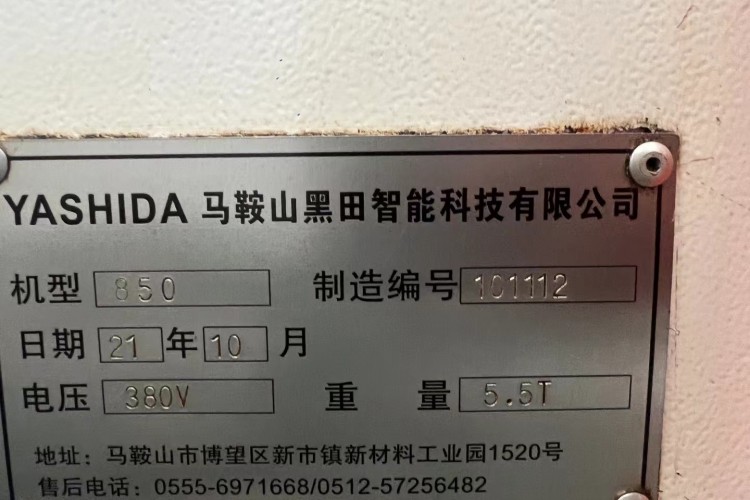 YASHIDA 马鞍山黑田智能科技有限公司
机型 850 制造编号 101112
日期 21 年 10 月
电压 380V 重量 5.5T
地址：马鞍山市博望区新市镇新材料工业园1520号
售后电话：0555-6971668/0512-57256482